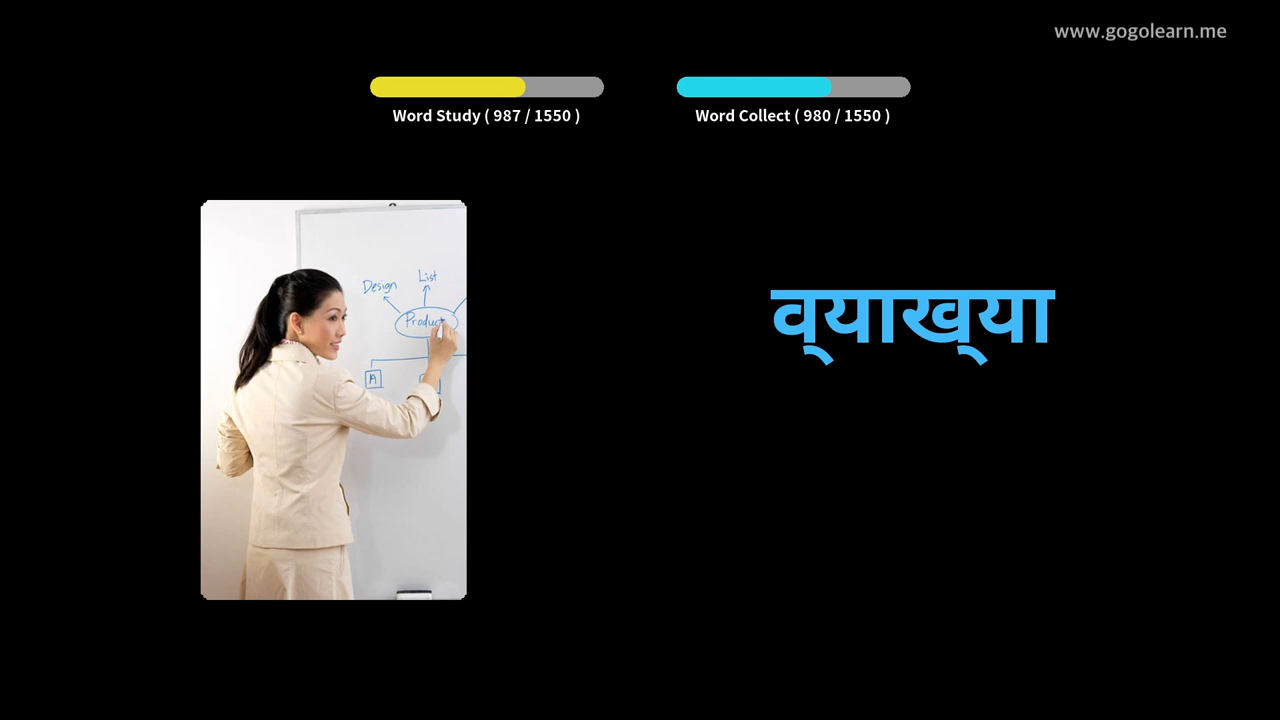 www.gogolearn.me
Word Study ( 987 / 1550 )
Word Collect ( 980 / 1550 )
Design
List
Product
A
व्याख्या